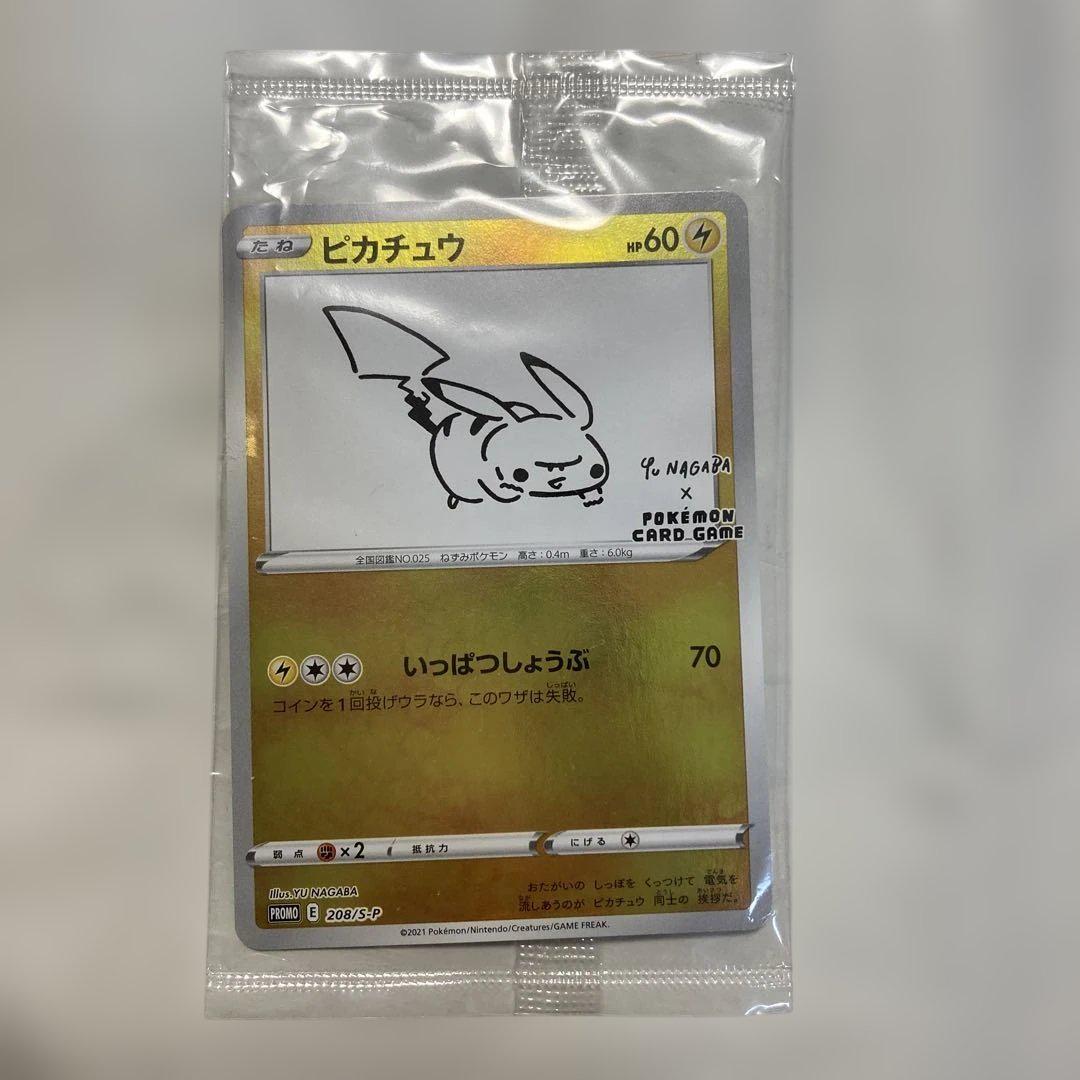 たね ピカチュウ HP60
YU NAGABA
×
POKÉMON
CARD GAME
全国図鑑NO.025 ねずみポケモン 高さ:0.4m 重さ:6.0kg
いっぱつしょうぶ 70
コインを1回投げウラなら、このワザは失敗。
弱点 ×2 抵抗力 にげる
おたがいの しっぽを くっつけて 電気を
流しあうのが ピカチュウ 同士の 挨拶だ。
Illus. YU NAGABA
PROMO E 208/S-P
©2021 Pokémon/Nintendo/Creatures/GAME FREAK.